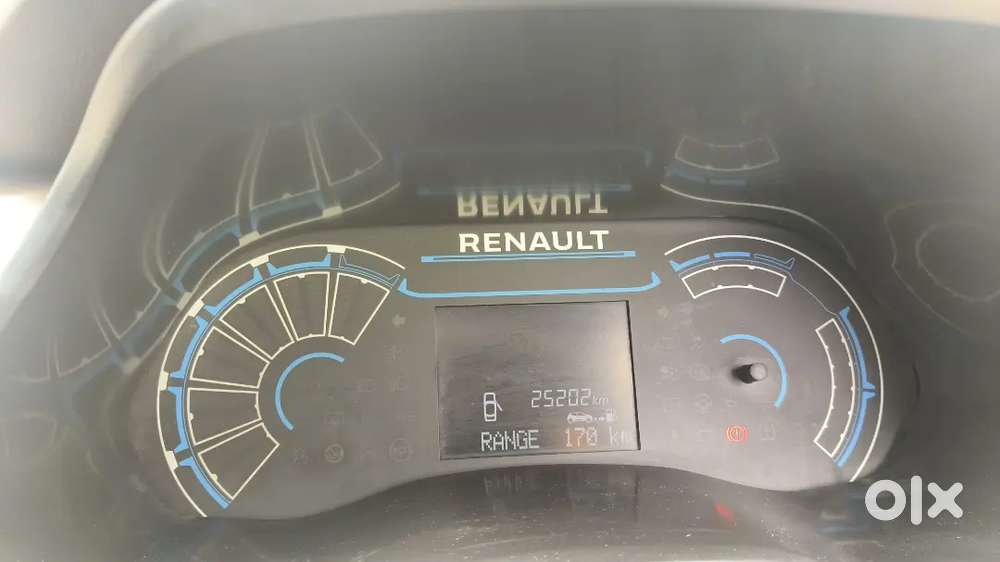 RENAULT
RENAULT
25202 km
RANGE 170 km
olx